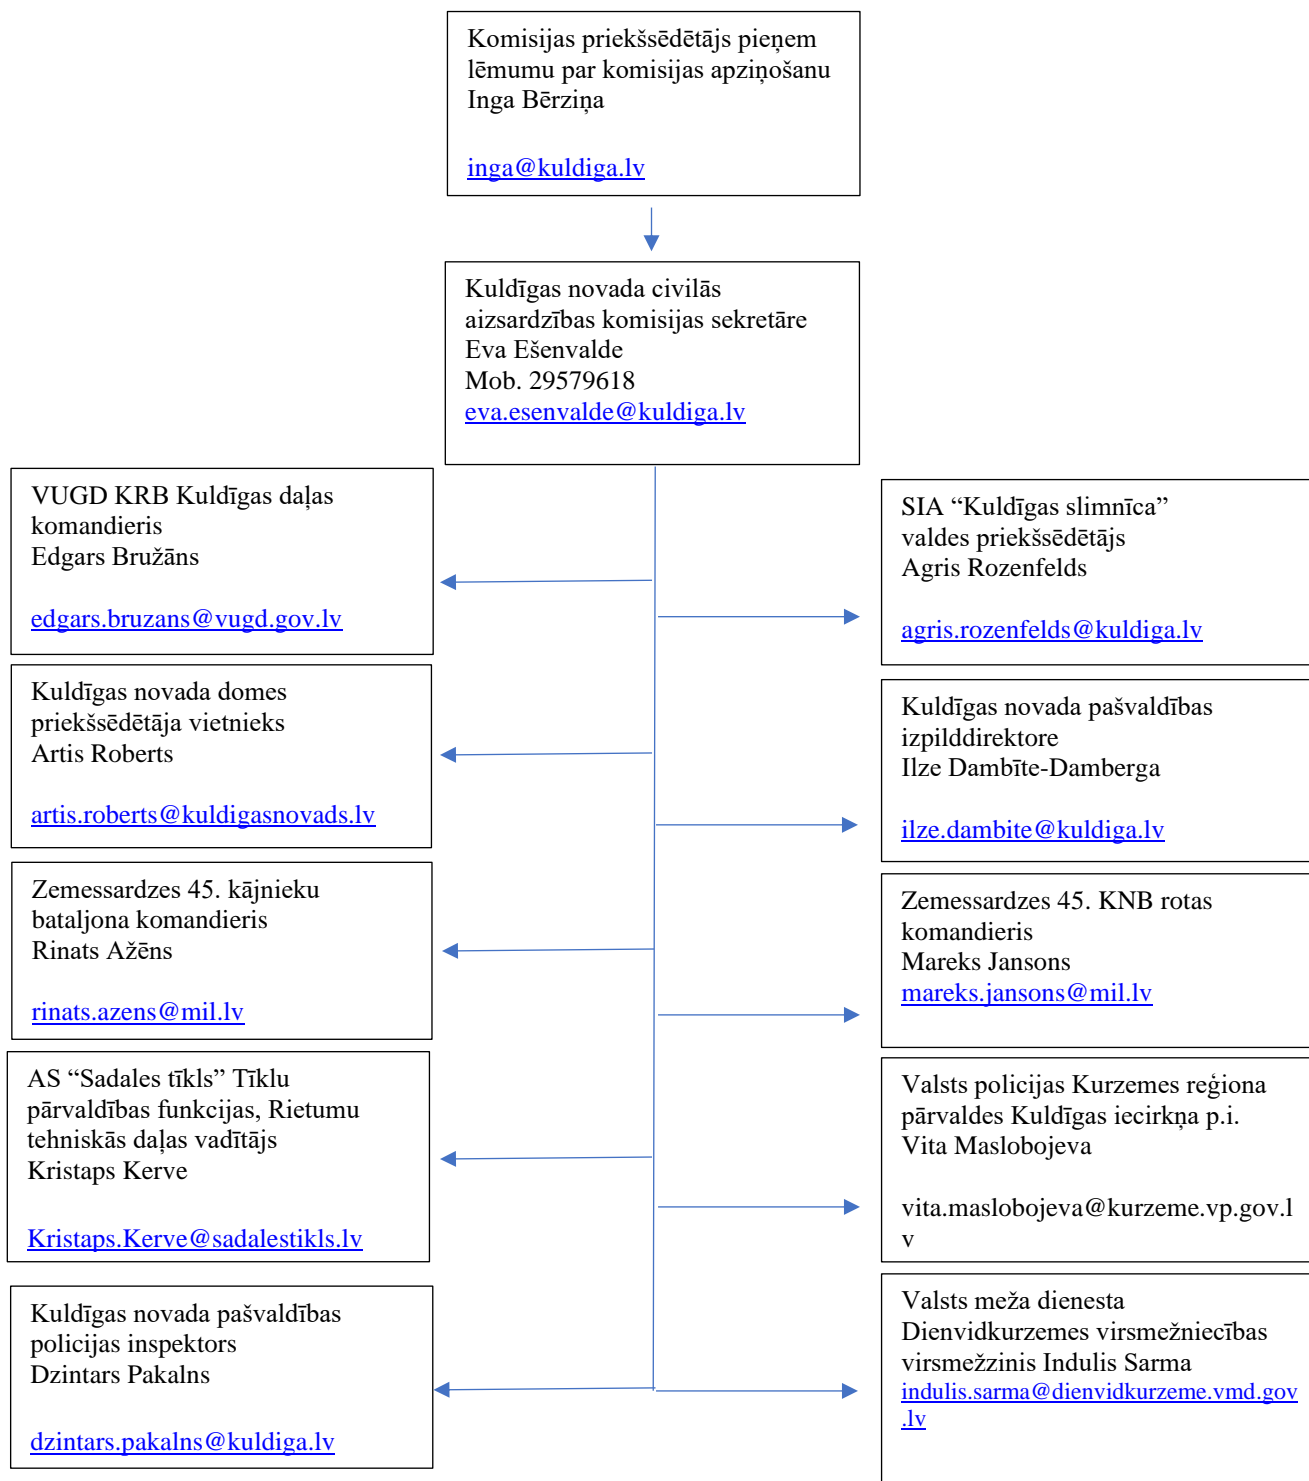 Komisijas priekšsēdētājs pieņem
lēmumu par komisijas apziņošanu
Inga Bērziņa
inga@kuldiga.lv
Kuldīgas novada civilās
aizsardzības komisijas sekretāre
Eva Ešenvalde
Mob. 29579618
eva.esenvalde@kuldiga.lv
VUGD KRB Kuldīgas daļas
komandieris
Edgars Bružāns
edgars.bruzans@vugd.gov.lv
SIA “Kuldīgas slimnīca”
valdes priekšsēdētājs
Agris Rozenfelds
agris.rozenfelds@kuldiga.lv
Kuldīgas novada domes
priekšsēdētāja vietnieks
Artis Roberts
artis.roberts@kuldigasnovads.lv
Kuldīgas novada pašvaldības
izpilddirektore
Ilze Dambīte-Damberga
ilze.dambite@kuldiga.lv
Zemessardzes 45. kājnieku
bataljona komandieris
Rinats Ažēns
rinats.azens@mil.lv
Zemessardzes 45. KNB rotas
komandieris
Mareks Jansons
mareks.jansons@mil.lv
AS “Sadales tīkls” Tīklu
pārvaldības funkcijas, Rietumu
tehniskās daļas vadītājs
Kristaps Kerve
Kristaps.Kerve@sadalestikls.lv
Valsts policijas Kurzemes reģiona
pārvaldes Kuldīgas iecirkņa p.i.
Vita Maslobojeva
vita.maslobojeva@kurzeme.vp.gov.l
v
Kuldīgas novada pašvaldības
policijas inspektors
Dzintars Pakalns
dzintars.pakalns@kuldiga.lv
Valsts meža dienesta
Dienvidkurzemes virsmežniecības
virsmežzinis Indulis Sarma
indulis.sarma@dienvidkurzeme.vmd.gov
.lv